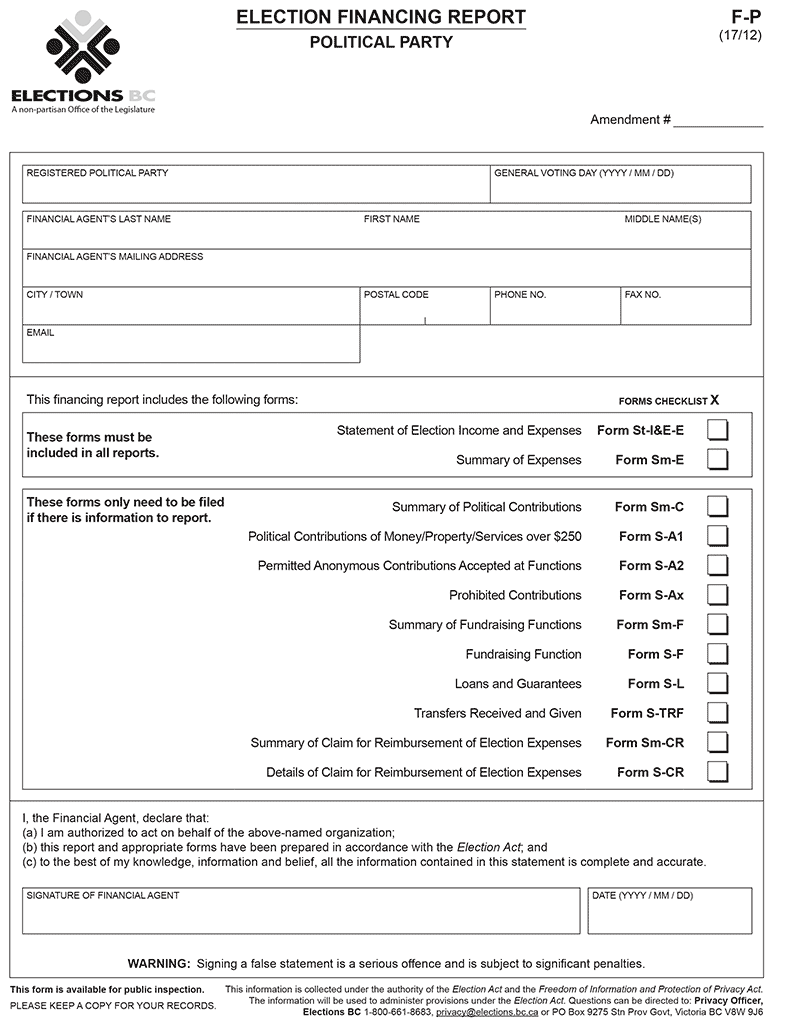 ELECTION FINANCING REPORT
POLITICAL PARTY
F-P
(17/12)
ELECTIONS BC
A non-partisan Office of the Legislature
Amendment #
REGISTERED POLITICAL PARTY
GENERAL VOTING DAY (YYYY / MM / DD)
FINANCIAL AGENT'S LAST NAME
FIRST NAME
MIDDLE NAME(S)
FINANCIAL AGENT'S MAILING ADDRESS
CITY / TOWN
POSTAL CODE
PHONE NO.
FAX NO.
EMAIL
This financing report includes the following forms:
FORMS CHECKLIST X
These forms must be
included in all reports.
Statement of Election Income and Expenses Form St-I&E-E
Summary of Expenses Form Sm-E
These forms only need to be filed
if there is information to report.
Summary of Political Contributions Form Sm-C
Political Contributions of Money/Property/Services over $250 Form S-A1
Permitted Anonymous Contributions Accepted at Functions Form S-A2
Prohibited Contributions Form S-Ax
Summary of Fundraising Functions Form Sm-F
Fundraising Function Form S-F
Loans and Guarantees Form S-L
Transfers Received and Given Form S-TRF
Summary of Claim for Reimbursement of Election Expenses Form Sm-CR
Details of Claim for Reimbursement of Election Expenses Form S-CR
I, the Financial Agent, declare that:
(a) I am authorized to act on behalf of the above-named organization;
(b) this report and appropriate forms have been prepared in accordance with the Election Act; and
(c) to the best of my knowledge, information and belief, all the information contained in this statement is complete and accurate.
SIGNATURE OF FINANCIAL AGENT
DATE (YYYY / MM / DD)
WARNING: Signing a false statement is a serious offence and is subject to significant penalties.
This form is available for public inspection.
PLEASE KEEP A COPY FOR YOUR RECORDS.
This information is collected under the authority of the Election Act and the Freedom of Information and Protection of Privacy Act.
The information will be used to administer provisions under the Election Act. Questions can be directed to: Privacy Officer,
Elections BC 1-800-661-8683, privacy@elections.bc.ca or PO Box 9275 Stn Prov Govt, Victoria BC V8W 9J6